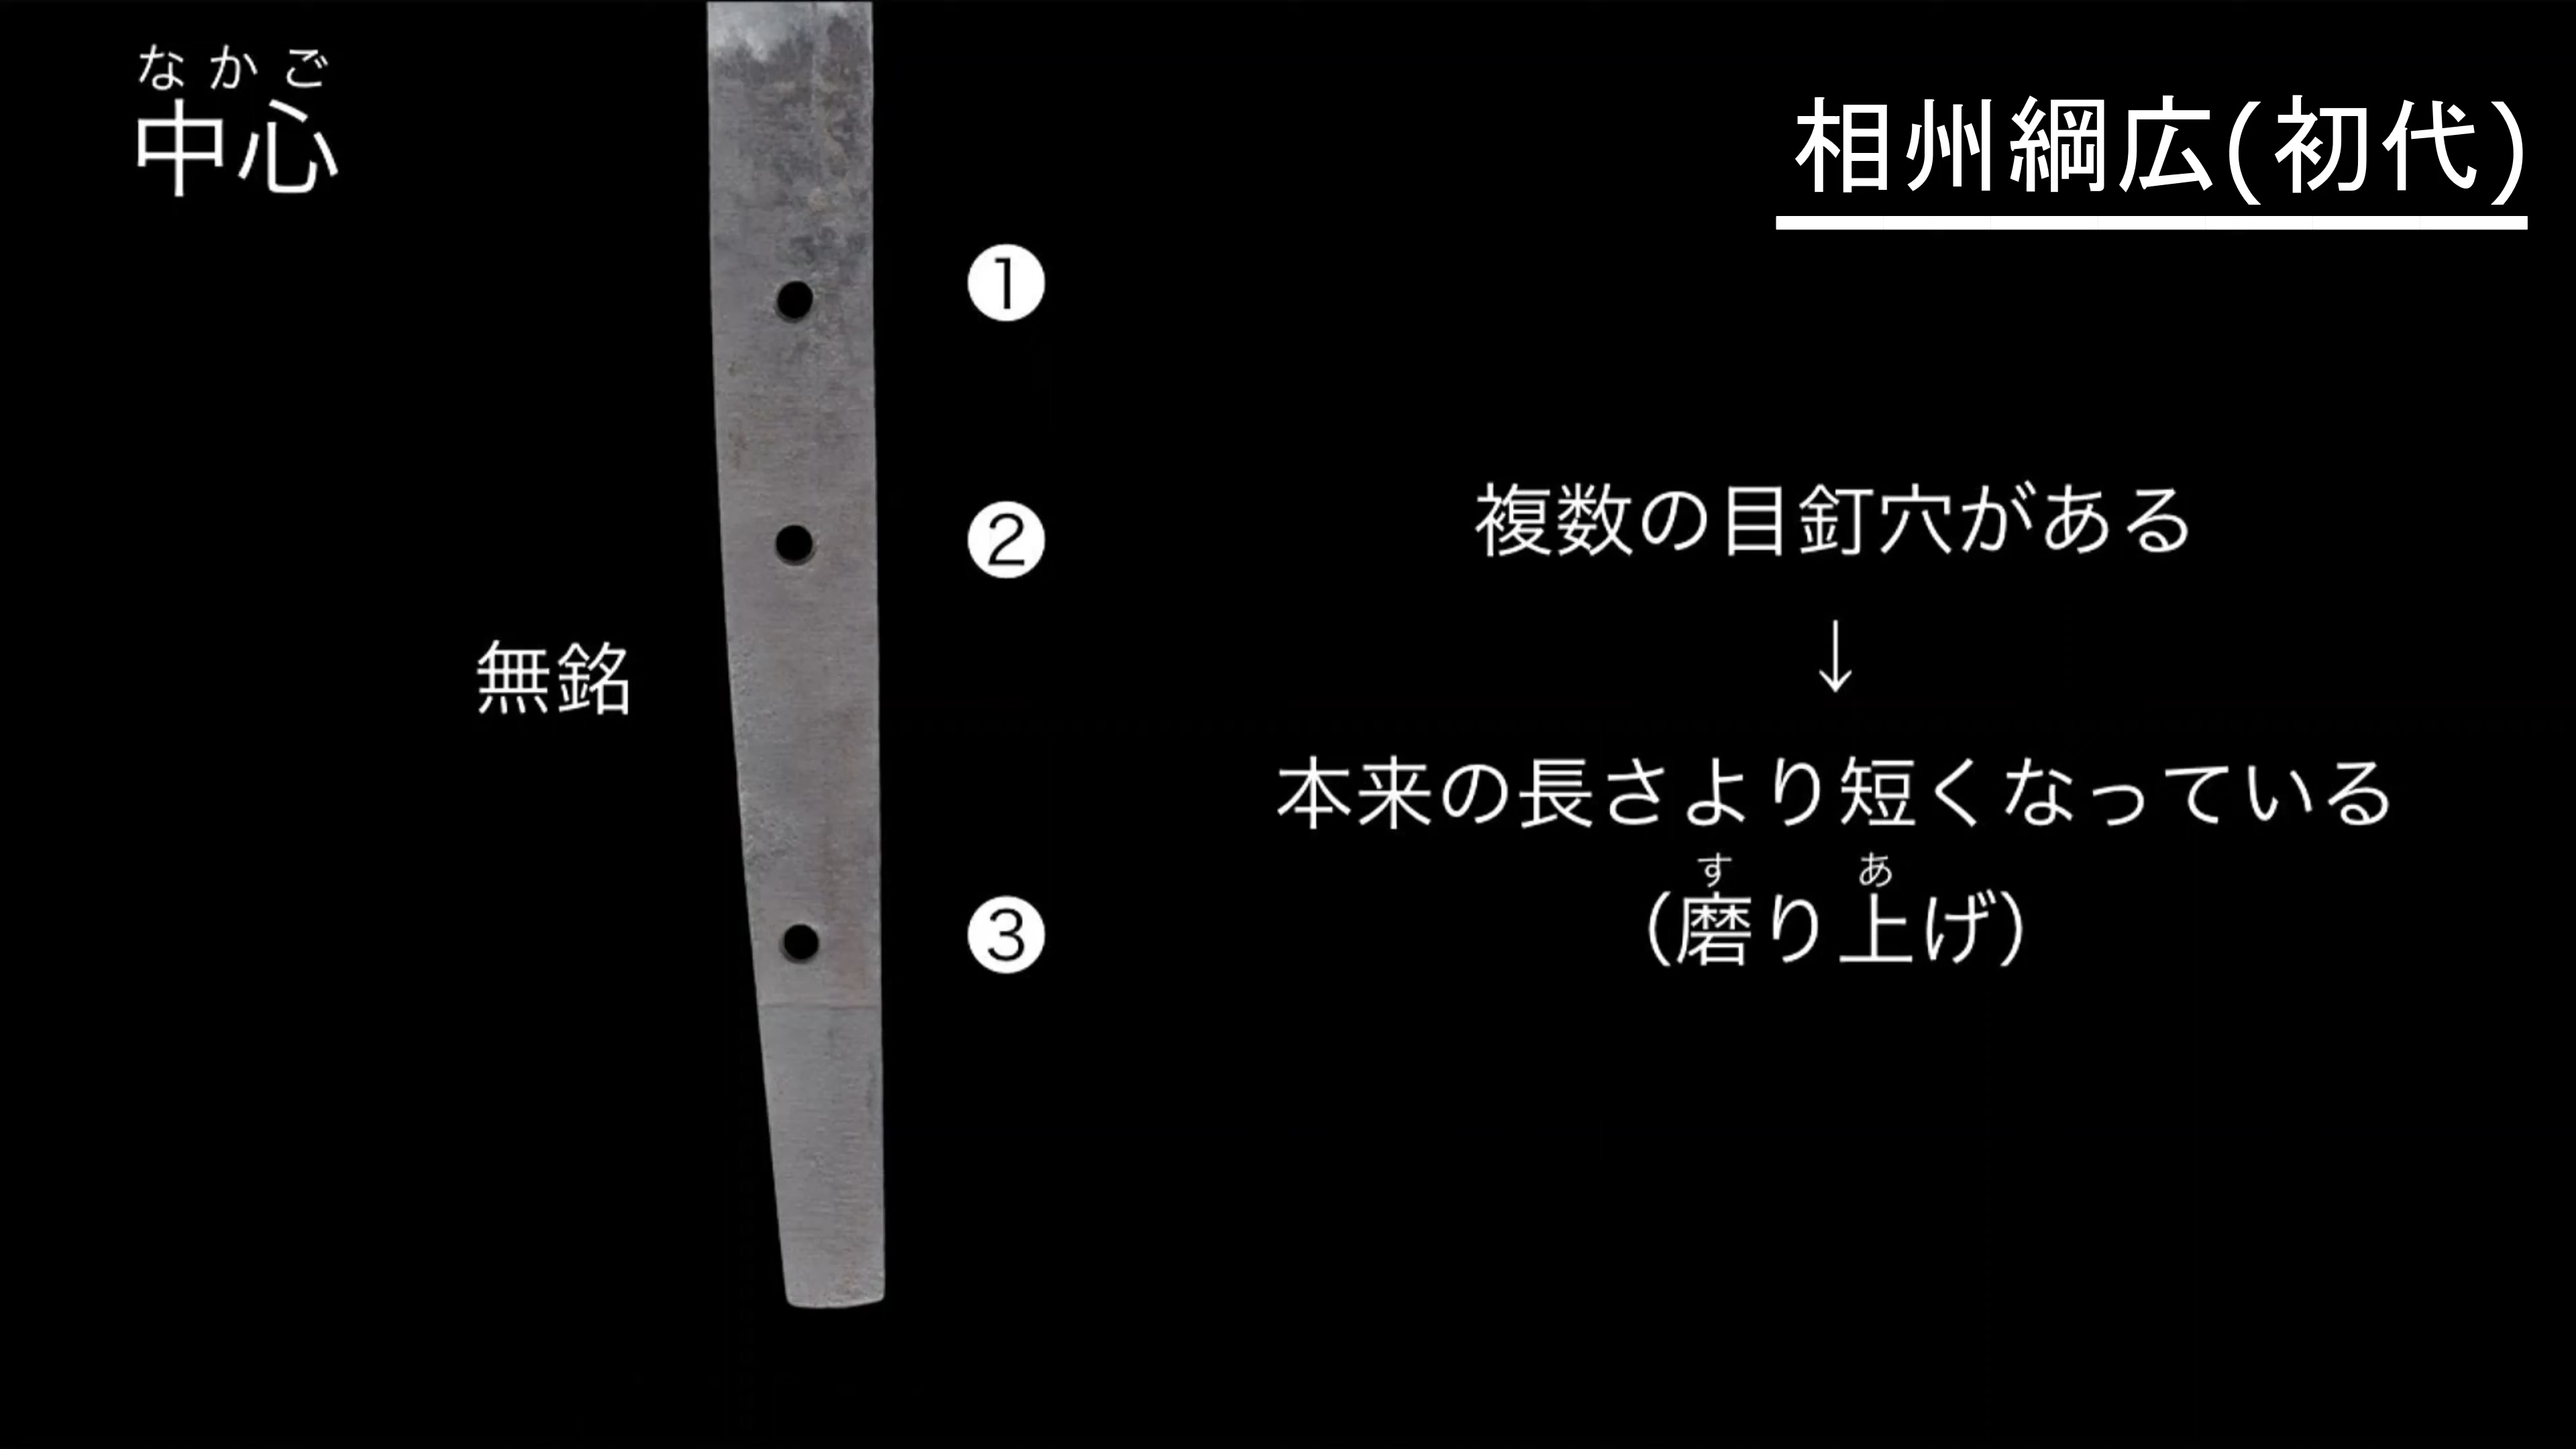 なかご
中心
相州綱広(初代)
❶
❷
❸
無銘
複数の目釘穴がある
↓
本来の長さより短くなっている
す あ
(磨り上げ)